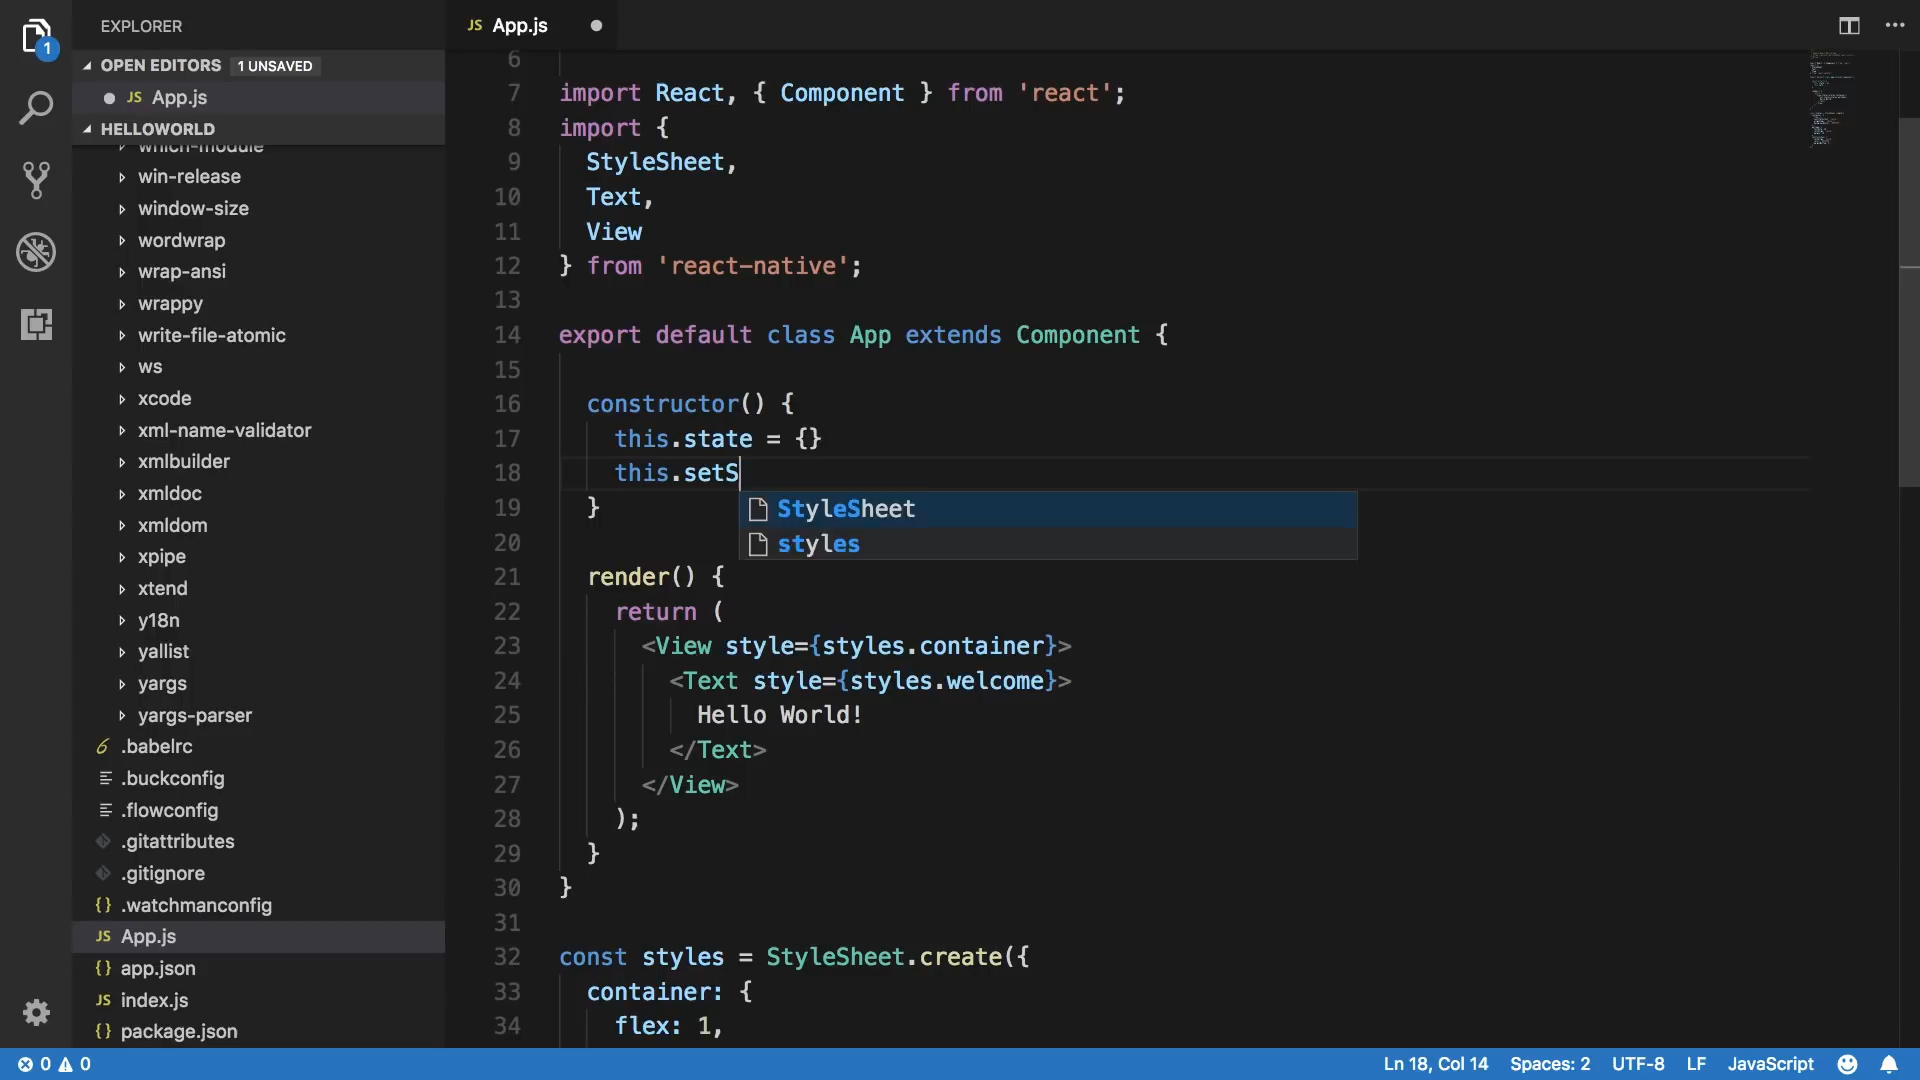 EXPLORER
OPEN EDITORS 1 UNSAVED
JS App.js
HELLOWORLD
which-module
win-release
window-size
wordwrap
wrap-ansi
wrappy
write-file-atomic
ws
xcode
xml-name-validator
xmlbuilder
xmldoc
xmldom
xpipe
xtend
y18n
yallist
yargs
yargs-parser
.babelrc
.buckconfig
.flowconfig
.gitattributes
.gitignore
{} .watchmanconfig
JS App.js
{} app.json
JS index.js
{} package.json
1
JS App.js
6
7 import React, { Component } from 'react';
8 import {
9 StyleSheet,
10 Text,
11 View
12 } from 'react-native';
13
14 export default class App extends Component {
15
16 constructor() {
17 this.state = {}
18 this.setS
19 }
StyleSheet
styles
20
21 render() {
22 return (
23 <View style={styles.container}>
24 <Text style={styles.welcome}>
25 Hello World!
26 </Text>
27 </View>
28 );
29 }
30 }
31
32 const styles = StyleSheet.create({
33 container: {
34 flex: 1,
0 0 Ln 18, Col 14 Spaces: 2 UTF-8 LF JavaScript